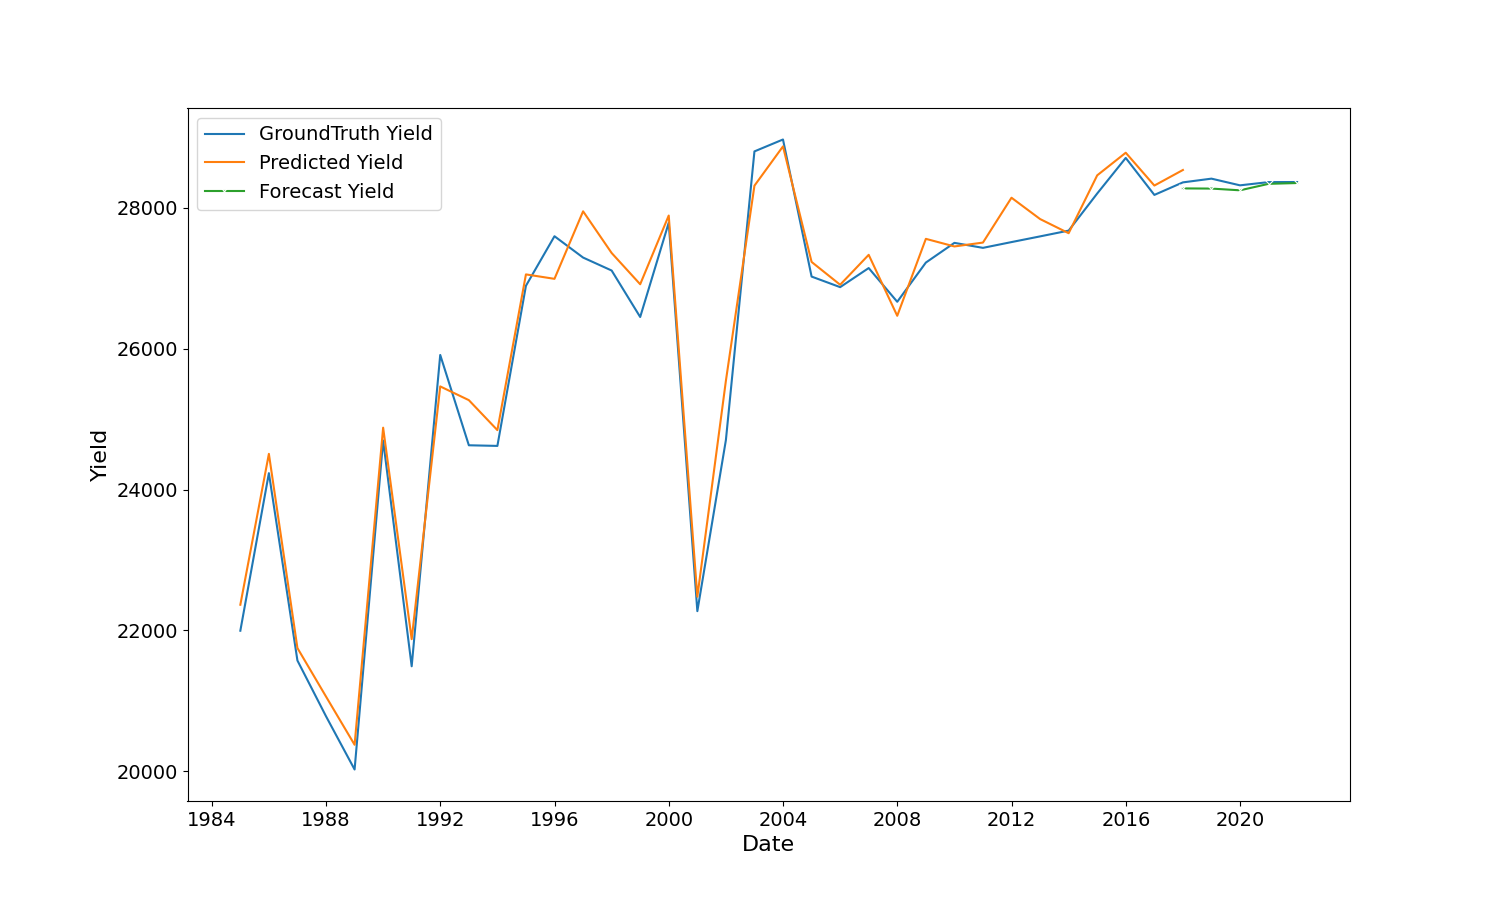 GroundTruth Yield
Predicted Yield
Forecast Yield
28000
26000
24000
22000
20000
Yield
1984 1988 1992 1996 2000 2004 2008 2012 2016 2020
Date